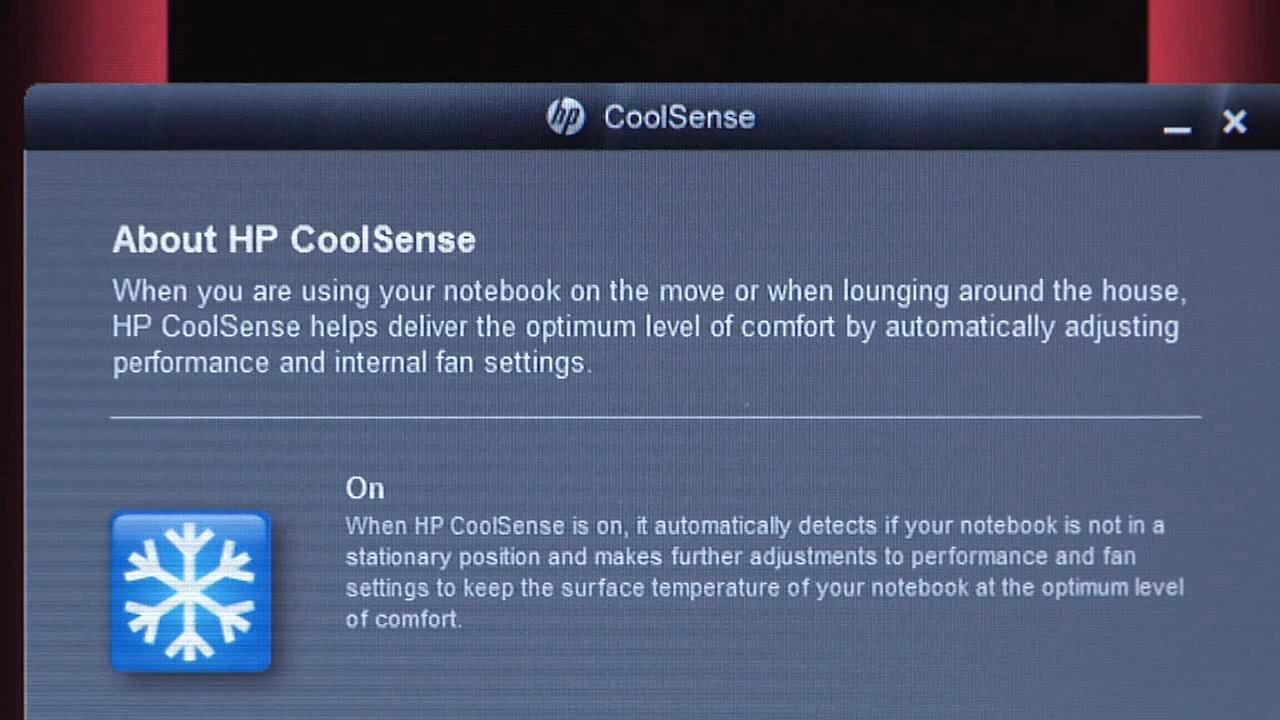 hp CoolSense
About HP CoolSense
When you are using your notebook on the move or when lounging around the house,
HP CoolSense helps deliver the optimum level of comfort by automatically adjusting
performance and internal fan settings.
On
When HP CoolSense is on, it automatically detects if your notebook is not in a
stationary position and makes further adjustments to performance and fan
settings to keep the surface temperature of your notebook at the optimum level
of comfort.